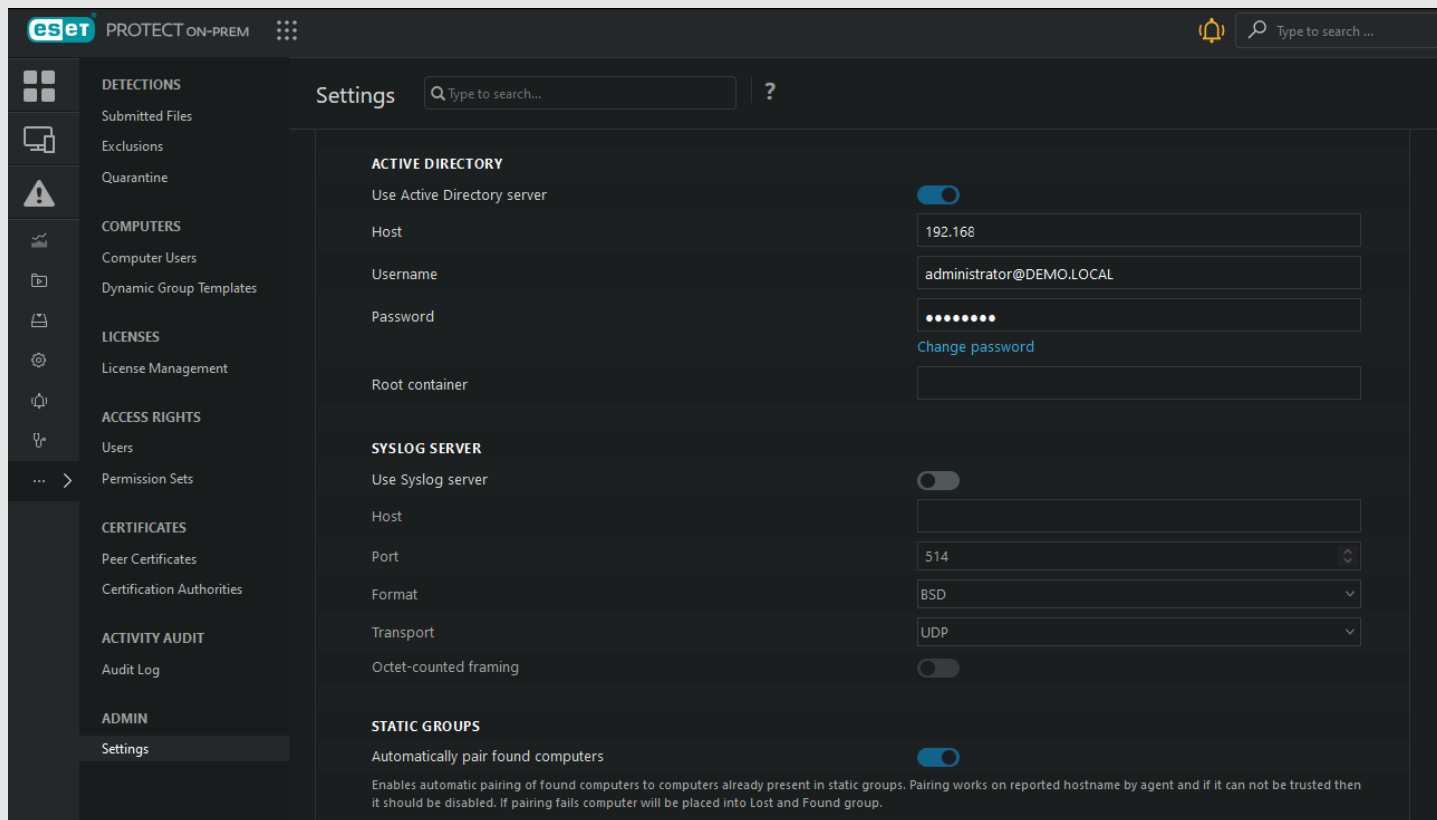 eset PROTECT ON-PREM
Type to search ...
DETECTIONS
Submitted Files
Exclusions
Quarantine
COMPUTERS
Computer Users
Dynamic Group Templates
LICENSES
License Management
ACCESS RIGHTS
Users
Permission Sets
CERTIFICATES
Peer Certificates
Certification Authorities
ACTIVITY AUDIT
Audit Log
ADMIN
Settings
Settings
Type to search...
?
ACTIVE DIRECTORY
Use Active Directory server
Host 192.168
Username administrator@DEMO.LOCAL
Password ••••••••
Change password
Root container
SYSLOG SERVER
Use Syslog server
Host
Port 514
Format BSD
Transport UDP
Octet-counted framing
STATIC GROUPS
Automatically pair found computers
Enables automatic pairing of found computers to computers already present in static groups. Pairing works on reported hostname by agent and if it can not be trusted then
it should be disabled. If pairing fails computer will be placed into Lost and Found group.